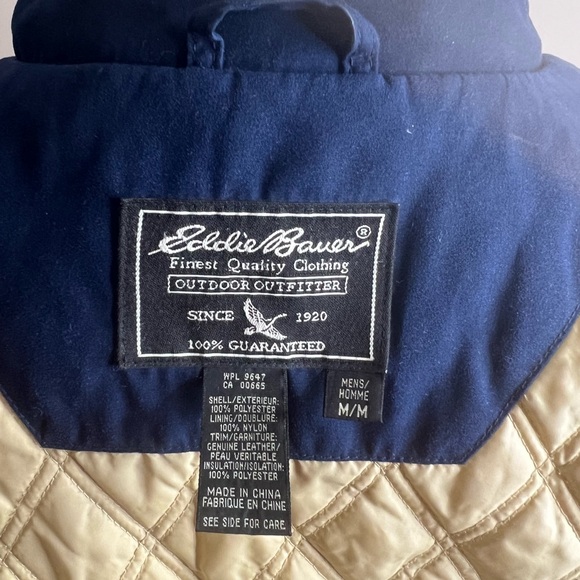 Eddie Bauer®
Finest Quality Clothing
OUTDOOR OUTFITTER
SINCE 1920
100% GUARANTEED
WPL 9647
CA 00665
SHELL/EXTERIEUR:
100% POLYESTER
LINING/DOUBLURE:
100% NYLON
TRIM/GARNITURE:
GENUINE LEATHER/
PEAU VERITABLE
INSULATION/ISOLATION:
100% POLYESTER
MADE IN CHINA
FABRIQUE EN CHINE
SEE SIDE FOR CARE
MENS/
HOMME
M/M